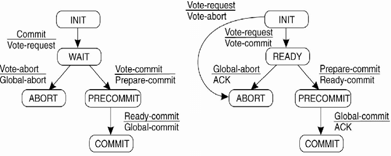 INIT
Commit
Vote-request
WAIT
Vote-abort
Global-abort
Vote-commit
Prepare-commit
ABORT
PRECOMMIT
Ready-commit
Global-commit
COMMIT
Vote-request
Vote-abort
INIT
Vote-request
Vote-commit
READY
Global-abort
ACK
Prepare-commit
Ready-commit
ABORT
PRECOMMIT
Global-commit
ACK
COMMIT